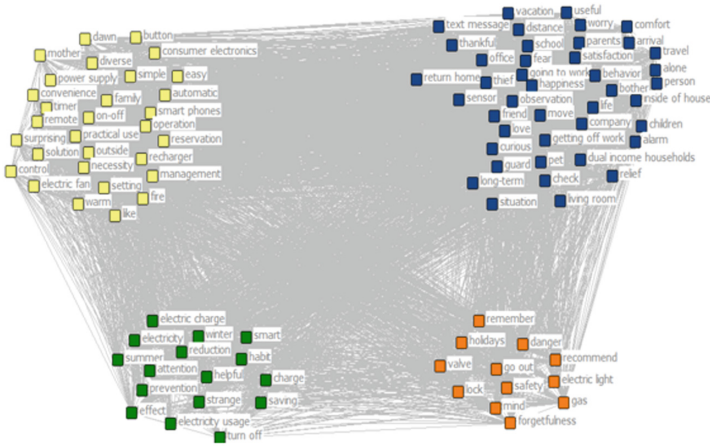 dawn
button
mother
diverse
consumer electronics
power supply
simple
easy
convenience
family
automatic
timer
remote
on-off
smart phones
operation
surprising
practical use
reservation
solution
outside
recharger
necessity
control
management
electric fan
setting
fire
warm
like
vacation
useful
text message
distance
worry
comfort
thankful
school
parents
arrival
travel
office
fear
satisfaction
alone
return home
thief
going to work
behavior
person
happiness
bother
sensor
observation
life
inside of house
friend
move
company
children
love
getting off work
alarm
curious
guard
pet
dual income households
long-term
check
relief
situation
living room
electric charge
electricity
winter
smart
summer
reduction
habit
attention
helpful
charge
prevention
strange
saving
effect
electricity usage
turn off
remember
holidays
danger
valve
go out
recommend
lock
safety
electric light
mind
gas
forgetfulness